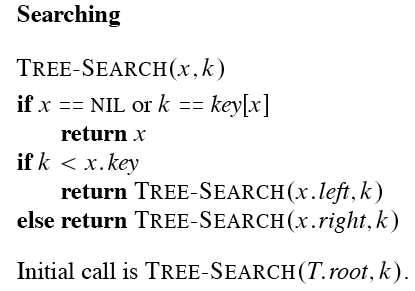 Searching
TREE-SEARCH(x, k)
if x == NIL or k == key[x]
return x
if k < x.key
return TREE-SEARCH(x.left, k)
else return TREE-SEARCH(x.right, k)
Initial call is TREE-SEARCH(T.root, k).